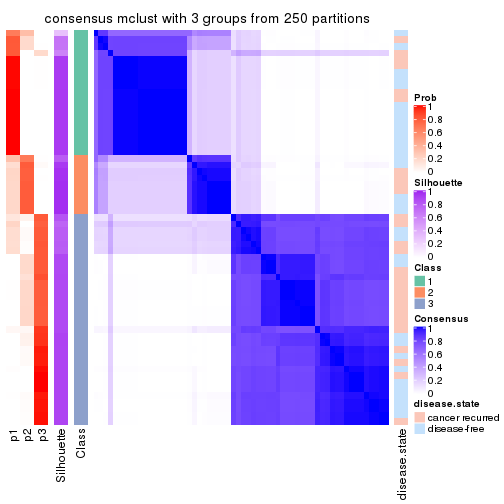 consensus mclust with 3 groups from 250 partitions
Prob
1
0.8
0.6
0.4
0.2
0
Silhouette
1
0.8
0.6
0.4
0.2
0
Class
1
2
3
Consensus
1
0.8
0.6
0.4
0.2
0
disease.state
cancer recurred
disease-free
p1
p2
p3
Silhouette
Class
disease.state